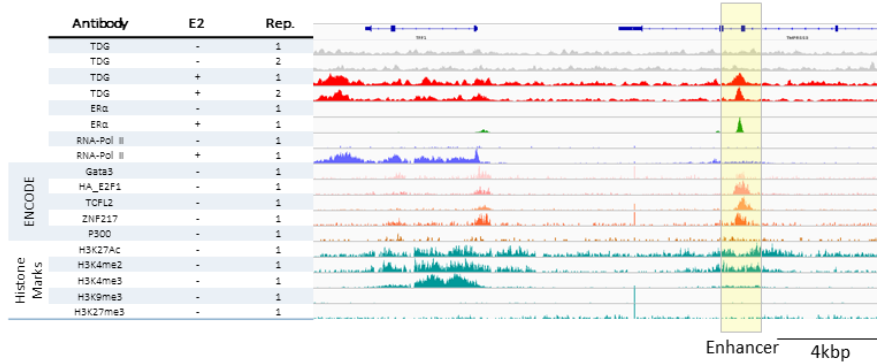 Antibody E2 Rep.
TDG - 1
TDG - 2
TDG + 1
TDG + 2
ERα - 1
ERα + 1
RNA-Pol II - 1
RNA-Pol II + 1
ENCODE
Gata3 - 1
HA_E2F1 - 1
TCFL2 - 1
ZNF217 - 1
P300 - 1
Histone
Marks
H3K27Ac - 1
H3K4me2 - 1
H3K4me3 - 1
H3K9me3 - 1
H3K27me3 - 1
TFF1
Enhancer 4kbp